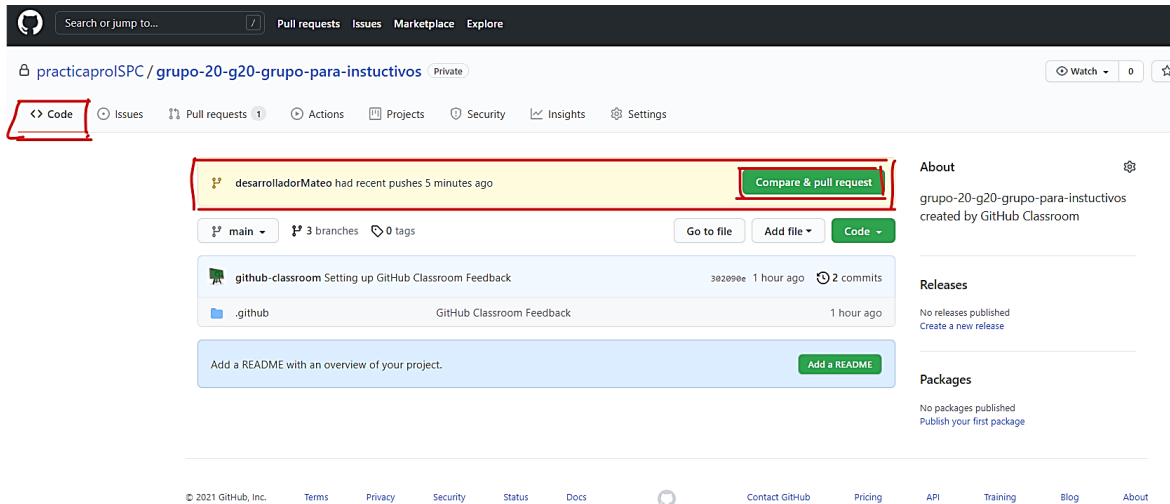 Search or jump to... /
Pull requests Issues Marketplace Explore
practicaproISPC / grupo-20-g20-grupo-para-instuctivos Private
Watch 0
Code Issues Pull requests 1 Actions Projects Security Insights Settings
desarrolladorMateo had recent pushes 5 minutes ago Compare & pull request
main 3 branches 0 tags Go to file Add file Code
github-classroom Setting up GitHub Classroom Feedback 302090e 1 hour ago 2 commits
.github GitHub Classroom Feedback 1 hour ago
Add a README with an overview of your project. Add a README
About
grupo-20-g20-grupo-para-instuctivos
created by GitHub Classroom
Releases
No releases published
Create a new release
Packages
No packages published
Publish your first package
© 2021 GitHub, Inc. Terms Privacy Security Status Docs Contact GitHub Pricing API Training Blog About